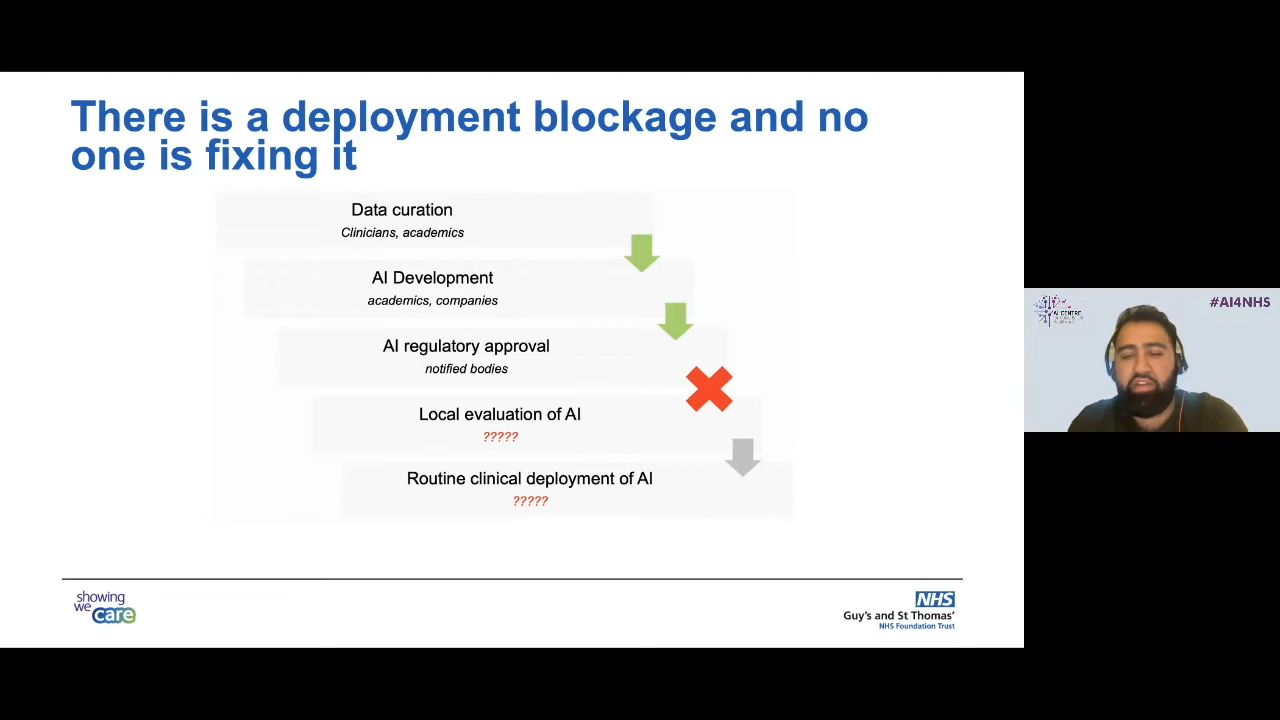 There is a deployment blockage and no
one is fixing it
Data curation
Clinicians, academics
AI Development
academics, companies
AI regulatory approval
notified bodies
Local evaluation of AI
?????
Routine clinical deployment of AI
?????
showing
we
care
NHS
Guy's and St Thomas'
NHS Foundation Trust
AI CENTRE
#AI4NHS